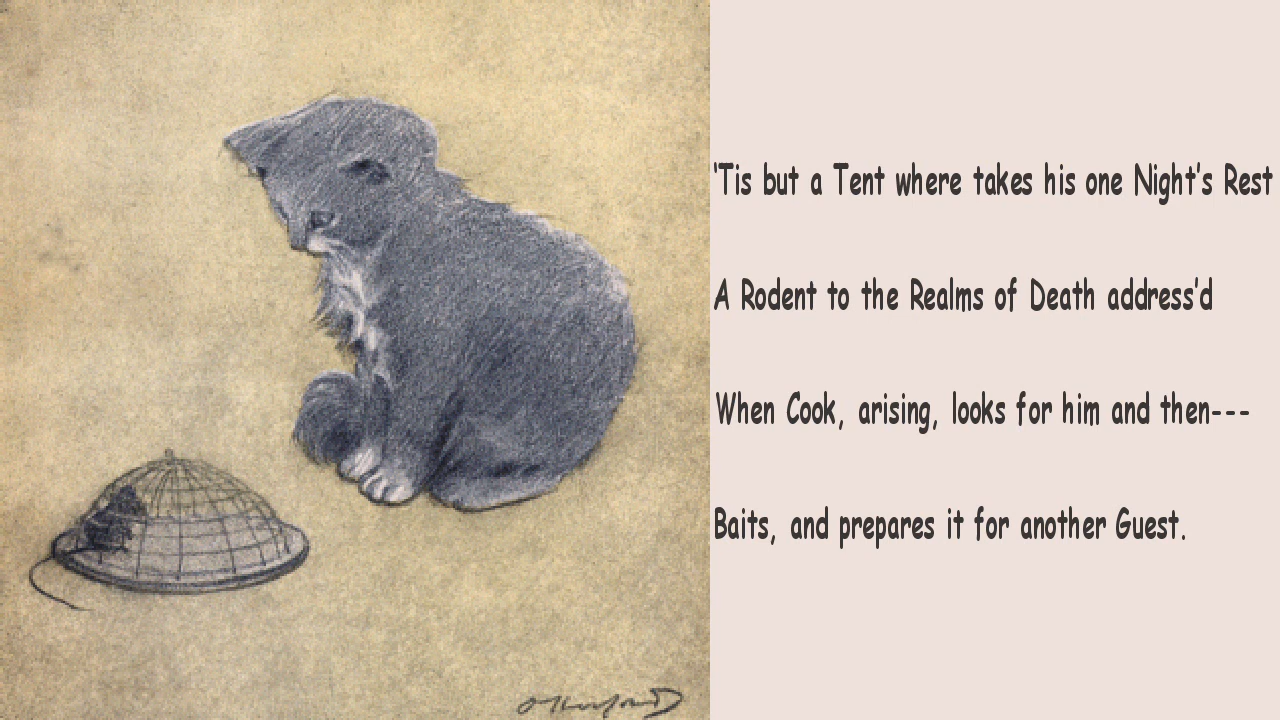 'Tis but a Tent where takes his one Night's Rest
A Rodent to the Realms of Death address'd
When Cook, arising, looks for him and then---
Baits, and prepares it for another Guest.